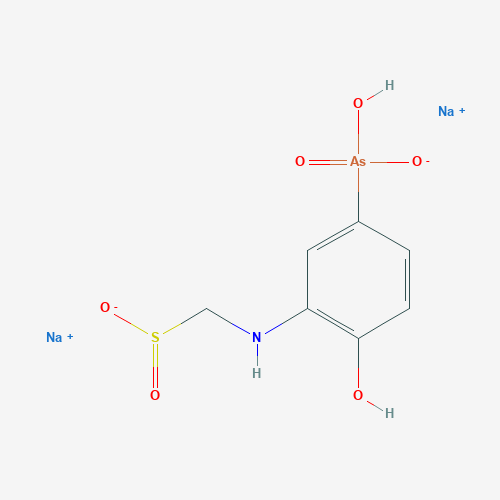 O H
Na +
O As O -
O -
S N
Na +
H
O O
H